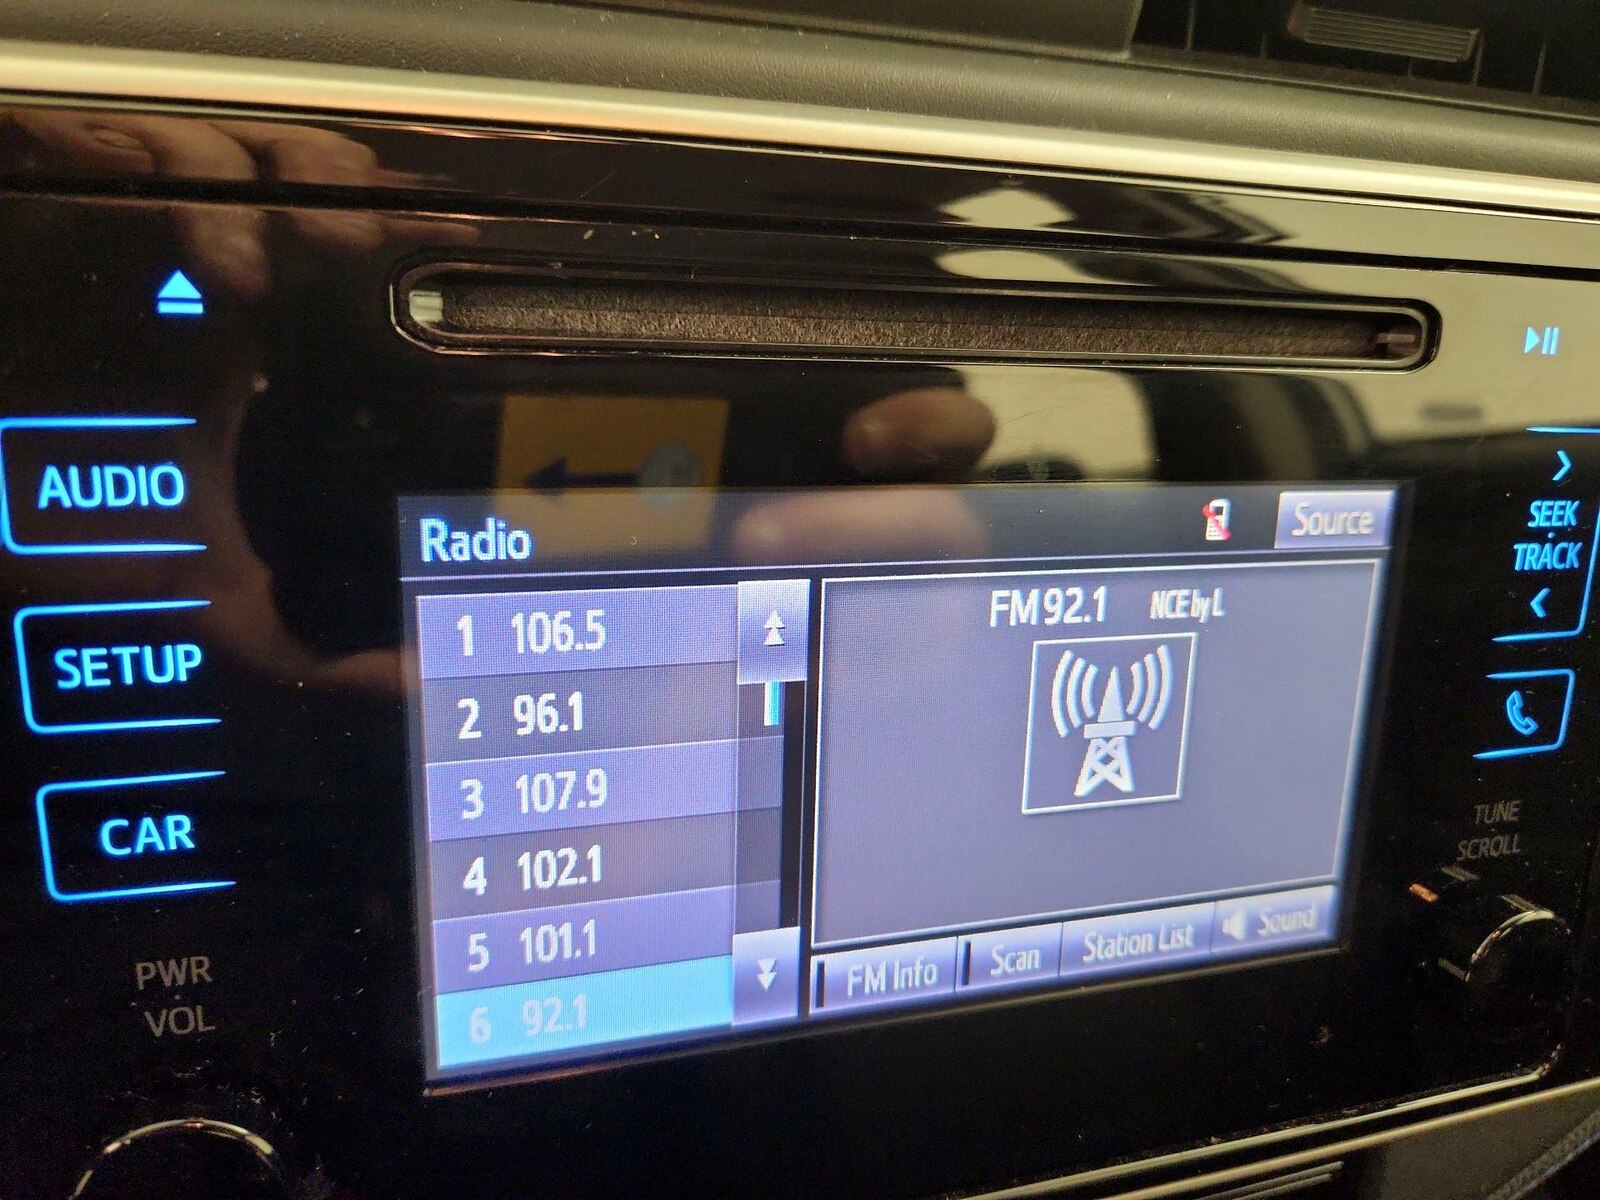 AUDIO
SETUP
CAR
PWR
VOL
Radio
Source
1 106.5
2 96.1
3 107.9
4 102.1
5 101.1
6 92.1
FM 92.1 NCE by L
FM Info
Scan
Station List
Sound
SEEK
TRACK
TUNE
SCROLL